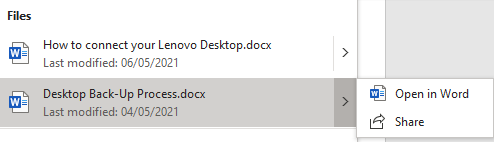 Files
How to connect your Lenovo Desktop.docx
Last modified: 06/05/2021
Desktop Back-Up Process.docx
Last modified: 04/05/2021
Open in Word
Share